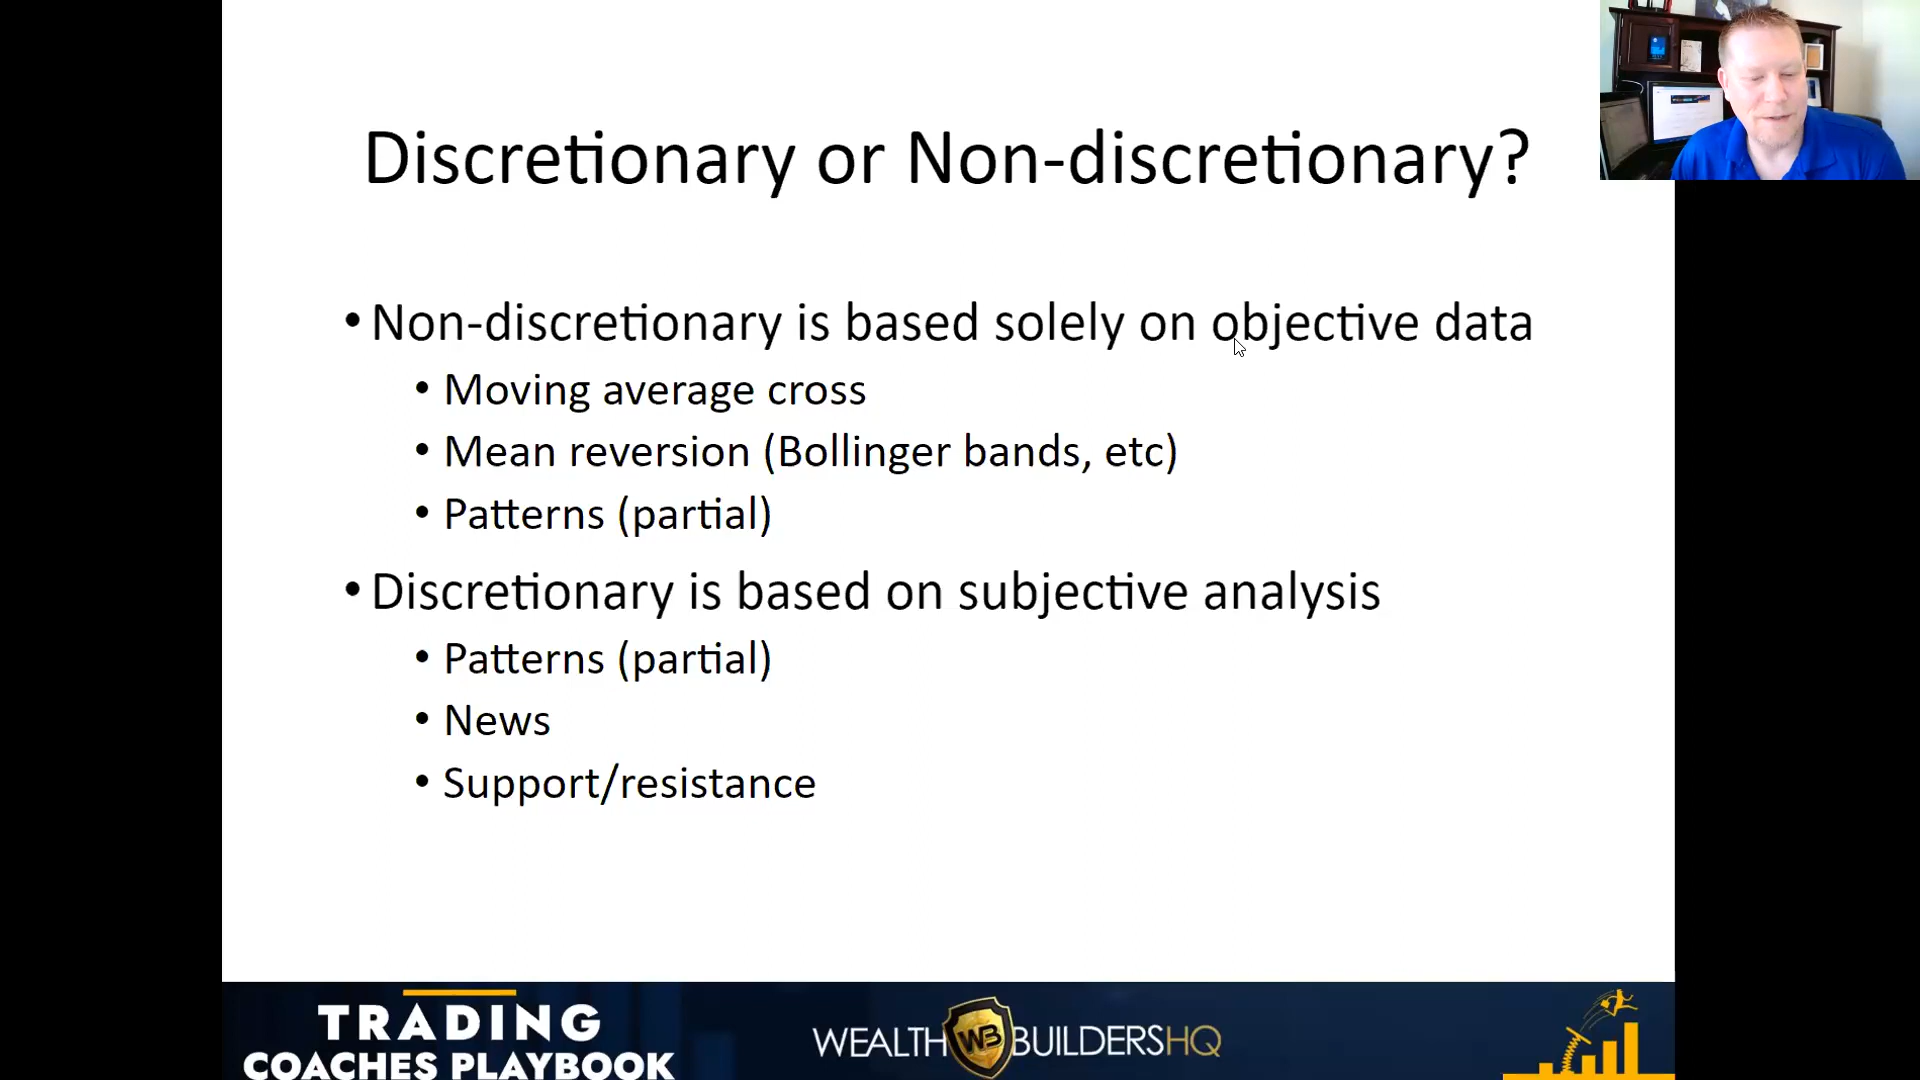 Discretionary or Non-discretionary?
• Non-discretionary is based solely on objective data
• Moving average cross
• Mean reversion (Bollinger bands, etc)
• Patterns (partial)
• Discretionary is based on subjective analysis
• Patterns (partial)
• News
• Support/resistance
TRADING
COACHES PLAYBOOK
WEALTH WB BUILDERSHQ